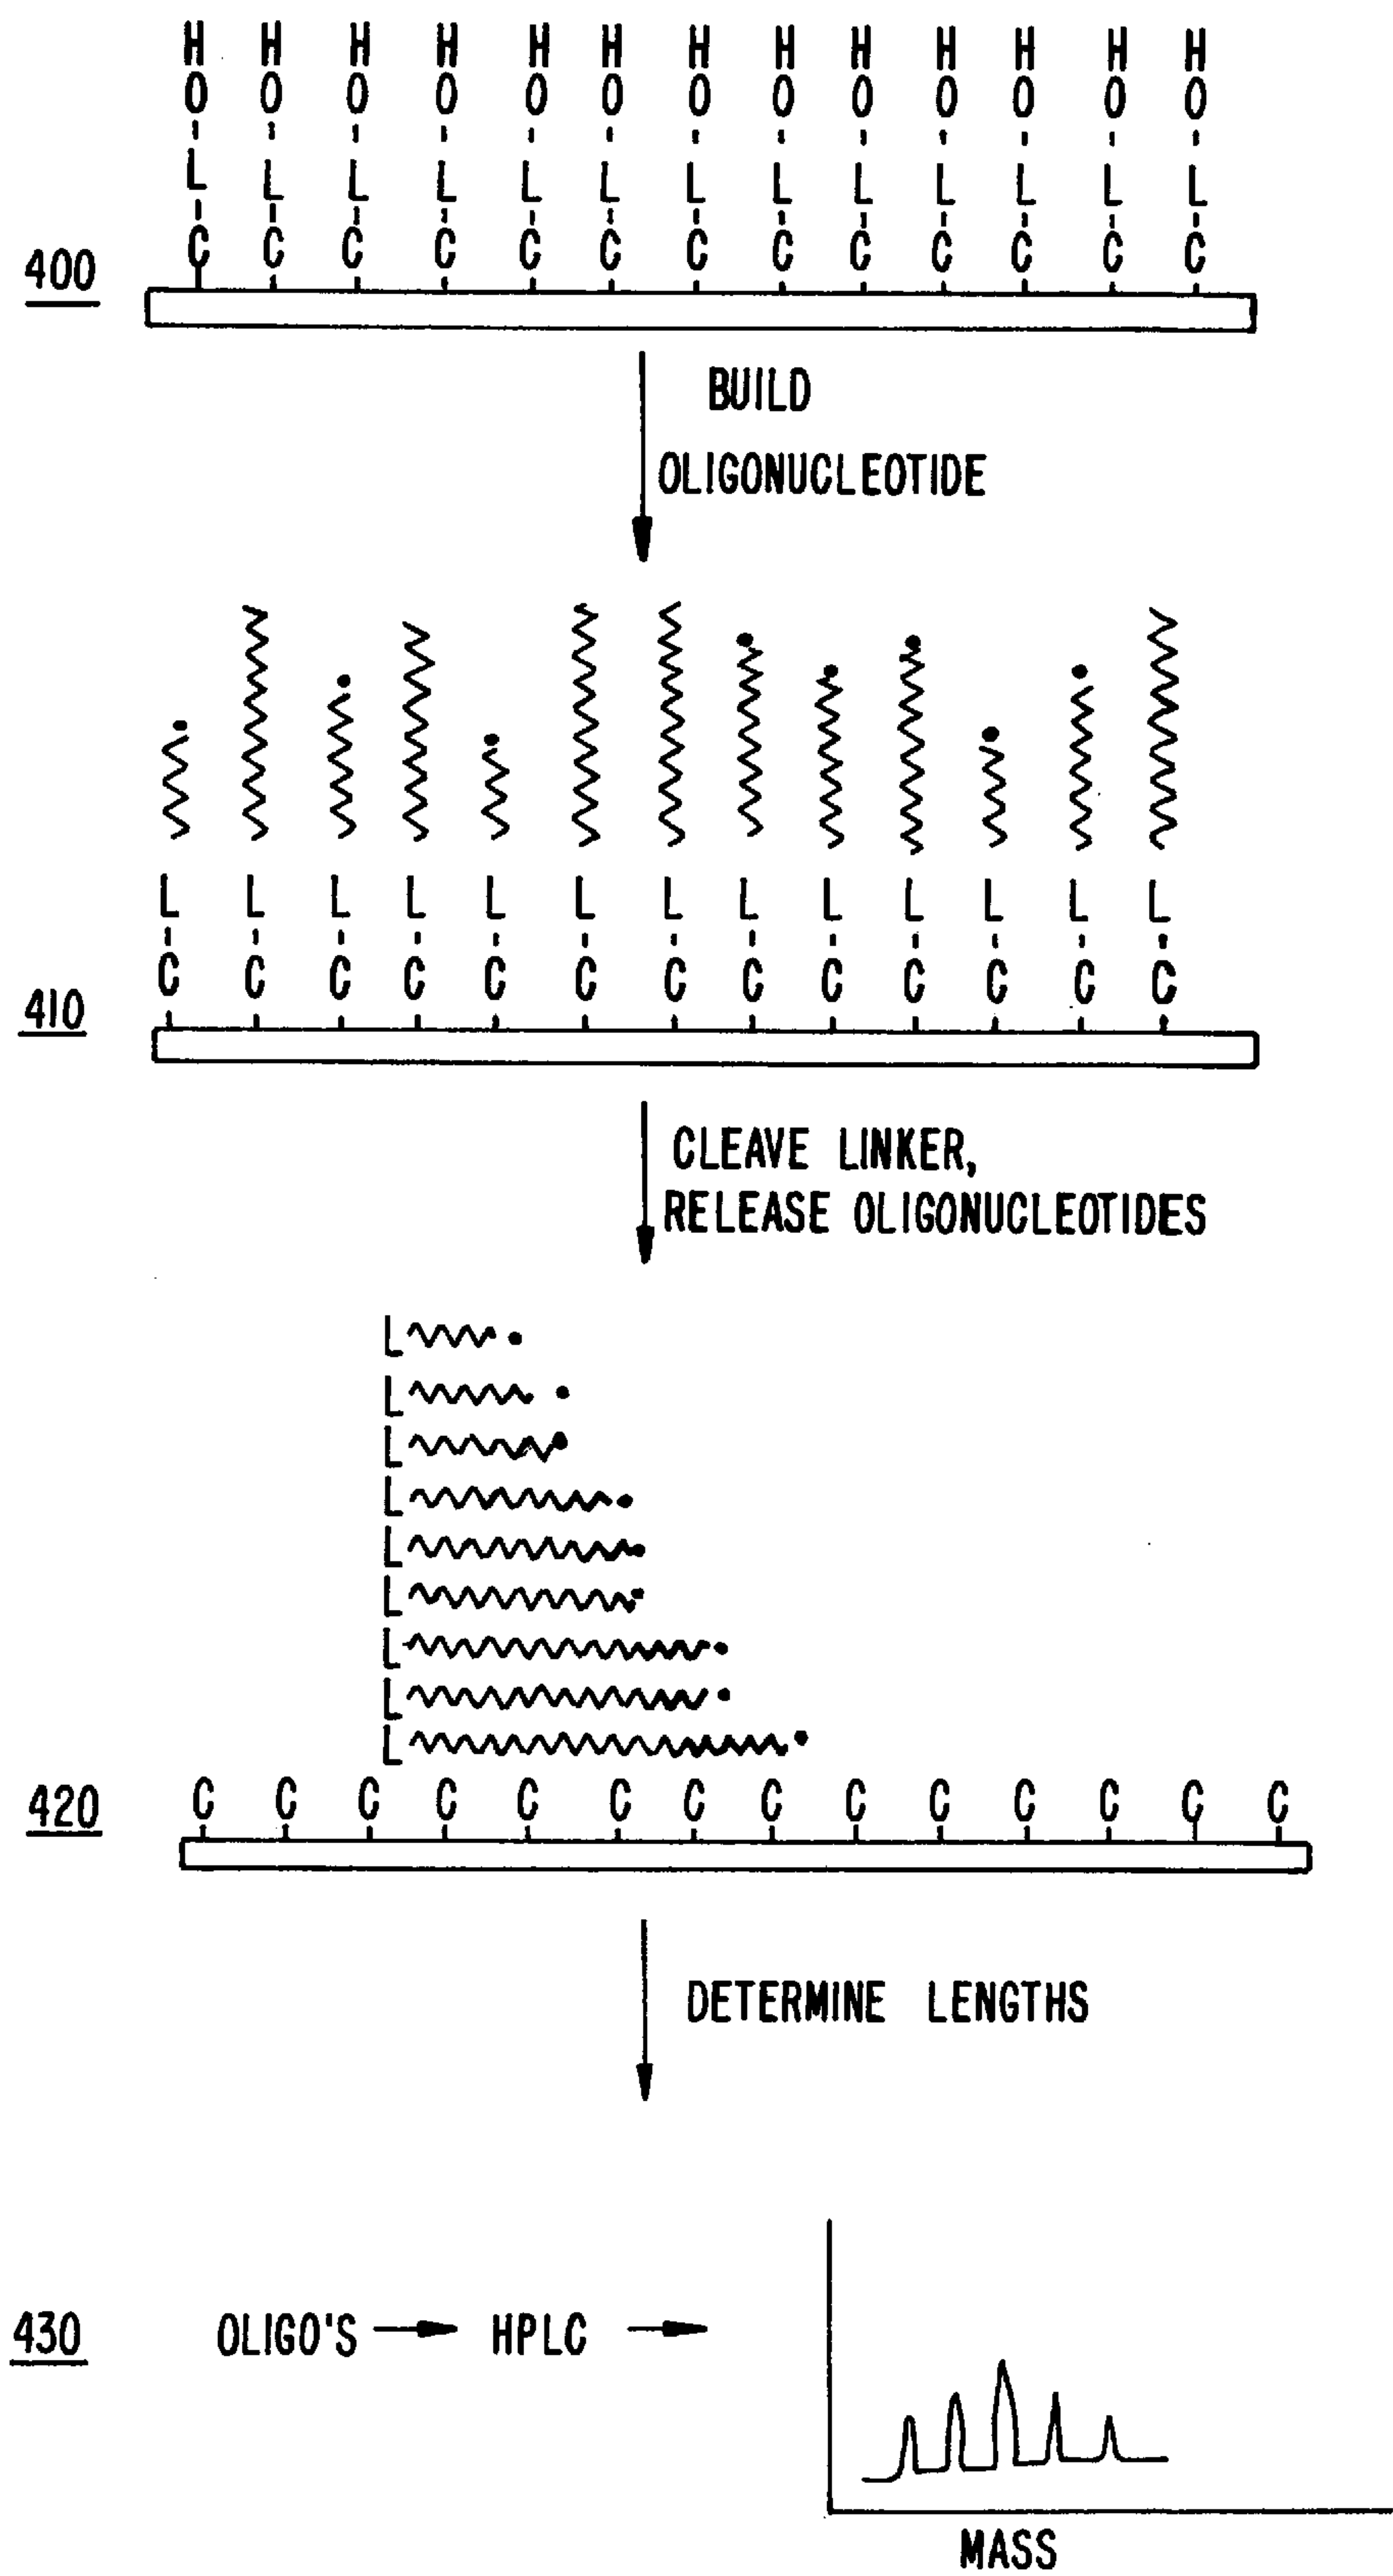 H H H H H H H H H H H H H
O O O O O O O O O O O O O
L L L L L L L L L L L L L
C C C C C C C C C C C C C
400
BUILD
OLIGONUCLEOTIDE
L L L L L L L L L L L L L
C C C C C C C C C C C C C
410
CLEAVE LINKER,
RELEASE OLIGONUCLEOTIDES
L
L
L
L
L
L
L
L
L
420
C C C C C C C C C C C C C C
DETERMINE LENGTHS
430
OLIGO'S HPLC
MASS